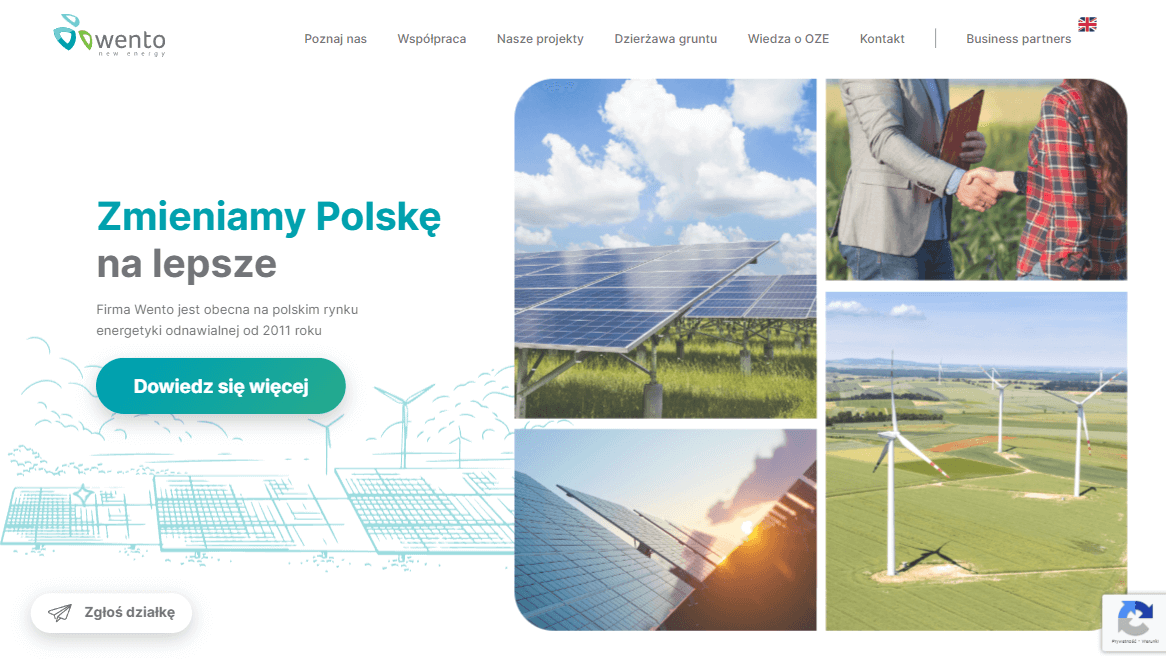 wento
new energy
Poznaj nas
Współpraca
Nasze projekty
Dzierżawa gruntu
Wiedza o OZE
Kontakt
Business partners
Zmieniamy Polskę
na lepsze
Firma Wento jest obecna na polskim rynku
energetyki odnawialnej od 2011 roku
Dowiedz się więcej
Zgłoś działkę
Prywatność - Warunki